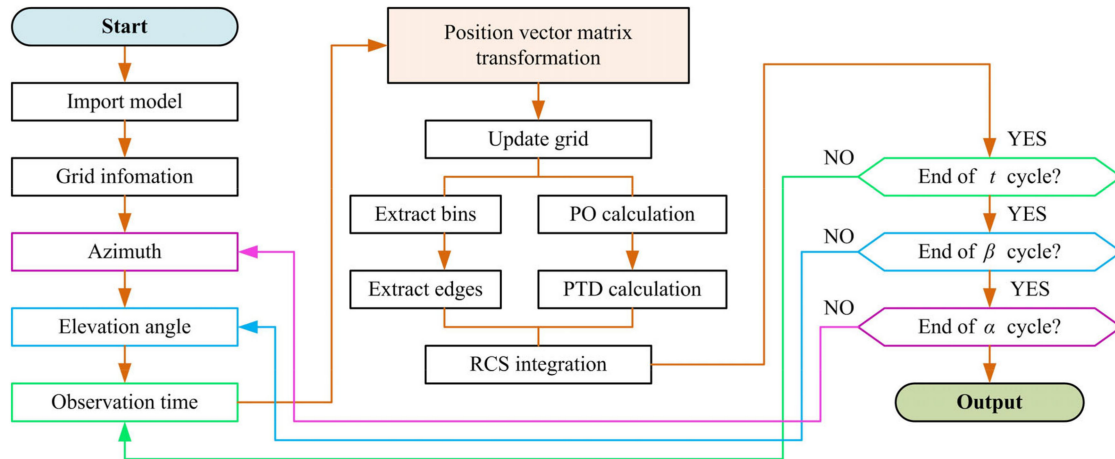 Start
Import model
Grid infomation
Azimuth
Elevation angle
Observation time
Position vector matrix
transformation
Update grid
Extract bins
PO calculation
Extract edges
PTD calculation
RCS integration
YES
NO
End of t cycle?
YES
NO
End of β cycle?
YES
NO
End of α cycle?
Output